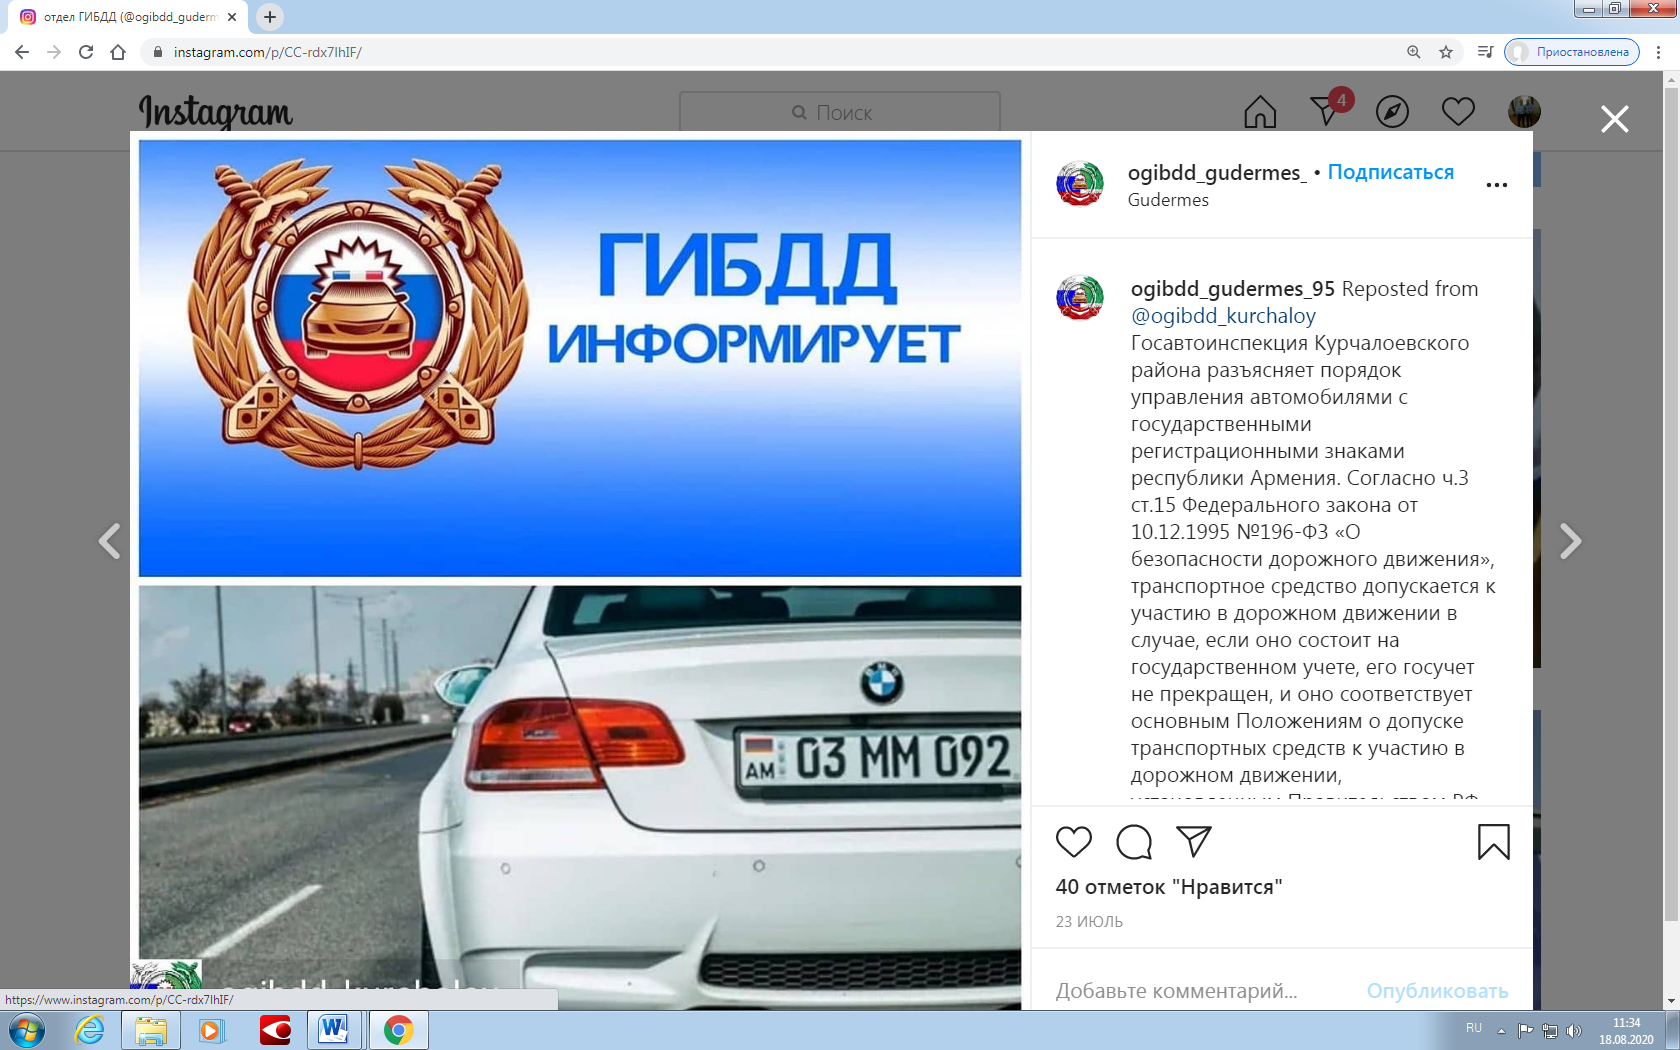 отдел ГИБДД (@ogibdd_guderm
instagram.com/p/CC-rdx7lhIF/
Приостановлена
Instagram
Поиск
4
ГИБДД
ИНФОРМИРУЕТ
AM 03 MM 092
ogibdd_gudermes_ • Подписаться
Gudermes
ogibdd_gudermes_95 Reposted from
@ogibdd_kurchaloy
Госавтоинспекция Курчалоевского
района разъясняет порядок
управления автомобилями с
государственными
регистрационными знаками
республики Армения. Согласно ч.3
ст.15 Федерального закона от
10.12.1995 №196-ФЗ «О
безопасности дорожного движения»,
транспортное средство допускается к
участию в дорожном движении в
случае, если оно состоит на
государственном учете, его госучет
не прекращен, и оно соответствует
основным Положениям о допуске
транспортных средств к участию в
дорожном движении,
40 отметок "Нравится"
23 ИЮЛЬ
Добавьте комментарий... Опубликовать
https://www.instagram.com/p/CC-rdx7lhIF/
RU
11:34
18.08.2020